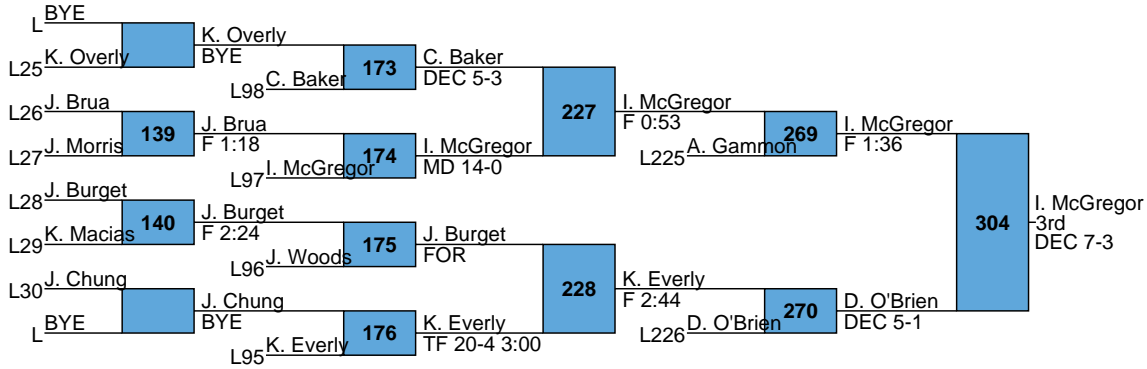 L BYE
K. Overly
BYE
L25 K. Overly
173
C. Baker
DEC 5-3
L98 C. Baker
L26 J. Brua
139
J. Brua
F 1:18
L27 J. Morris
174
I. McGregor
MD 14-0
L97 I. McGregor
227
I. McGregor
F 0:53
269
I. McGregor
F 1:36
L225 A. Gammon
L28 J. Burget
140
J. Burget
F 2:24
L29 K. Macias
175
J. Burget
FOR
L96 J. Woods
L30 J. Chung
J. Chung
BYE
L BYE
176
K. Everly
TF 20-4 3:00
L95 K. Everly
228
K. Everly
F 2:44
270
D. O'Brien
DEC 5-1
L226 D. O'Brien
304
I. McGregor
3rd
DEC 7-3